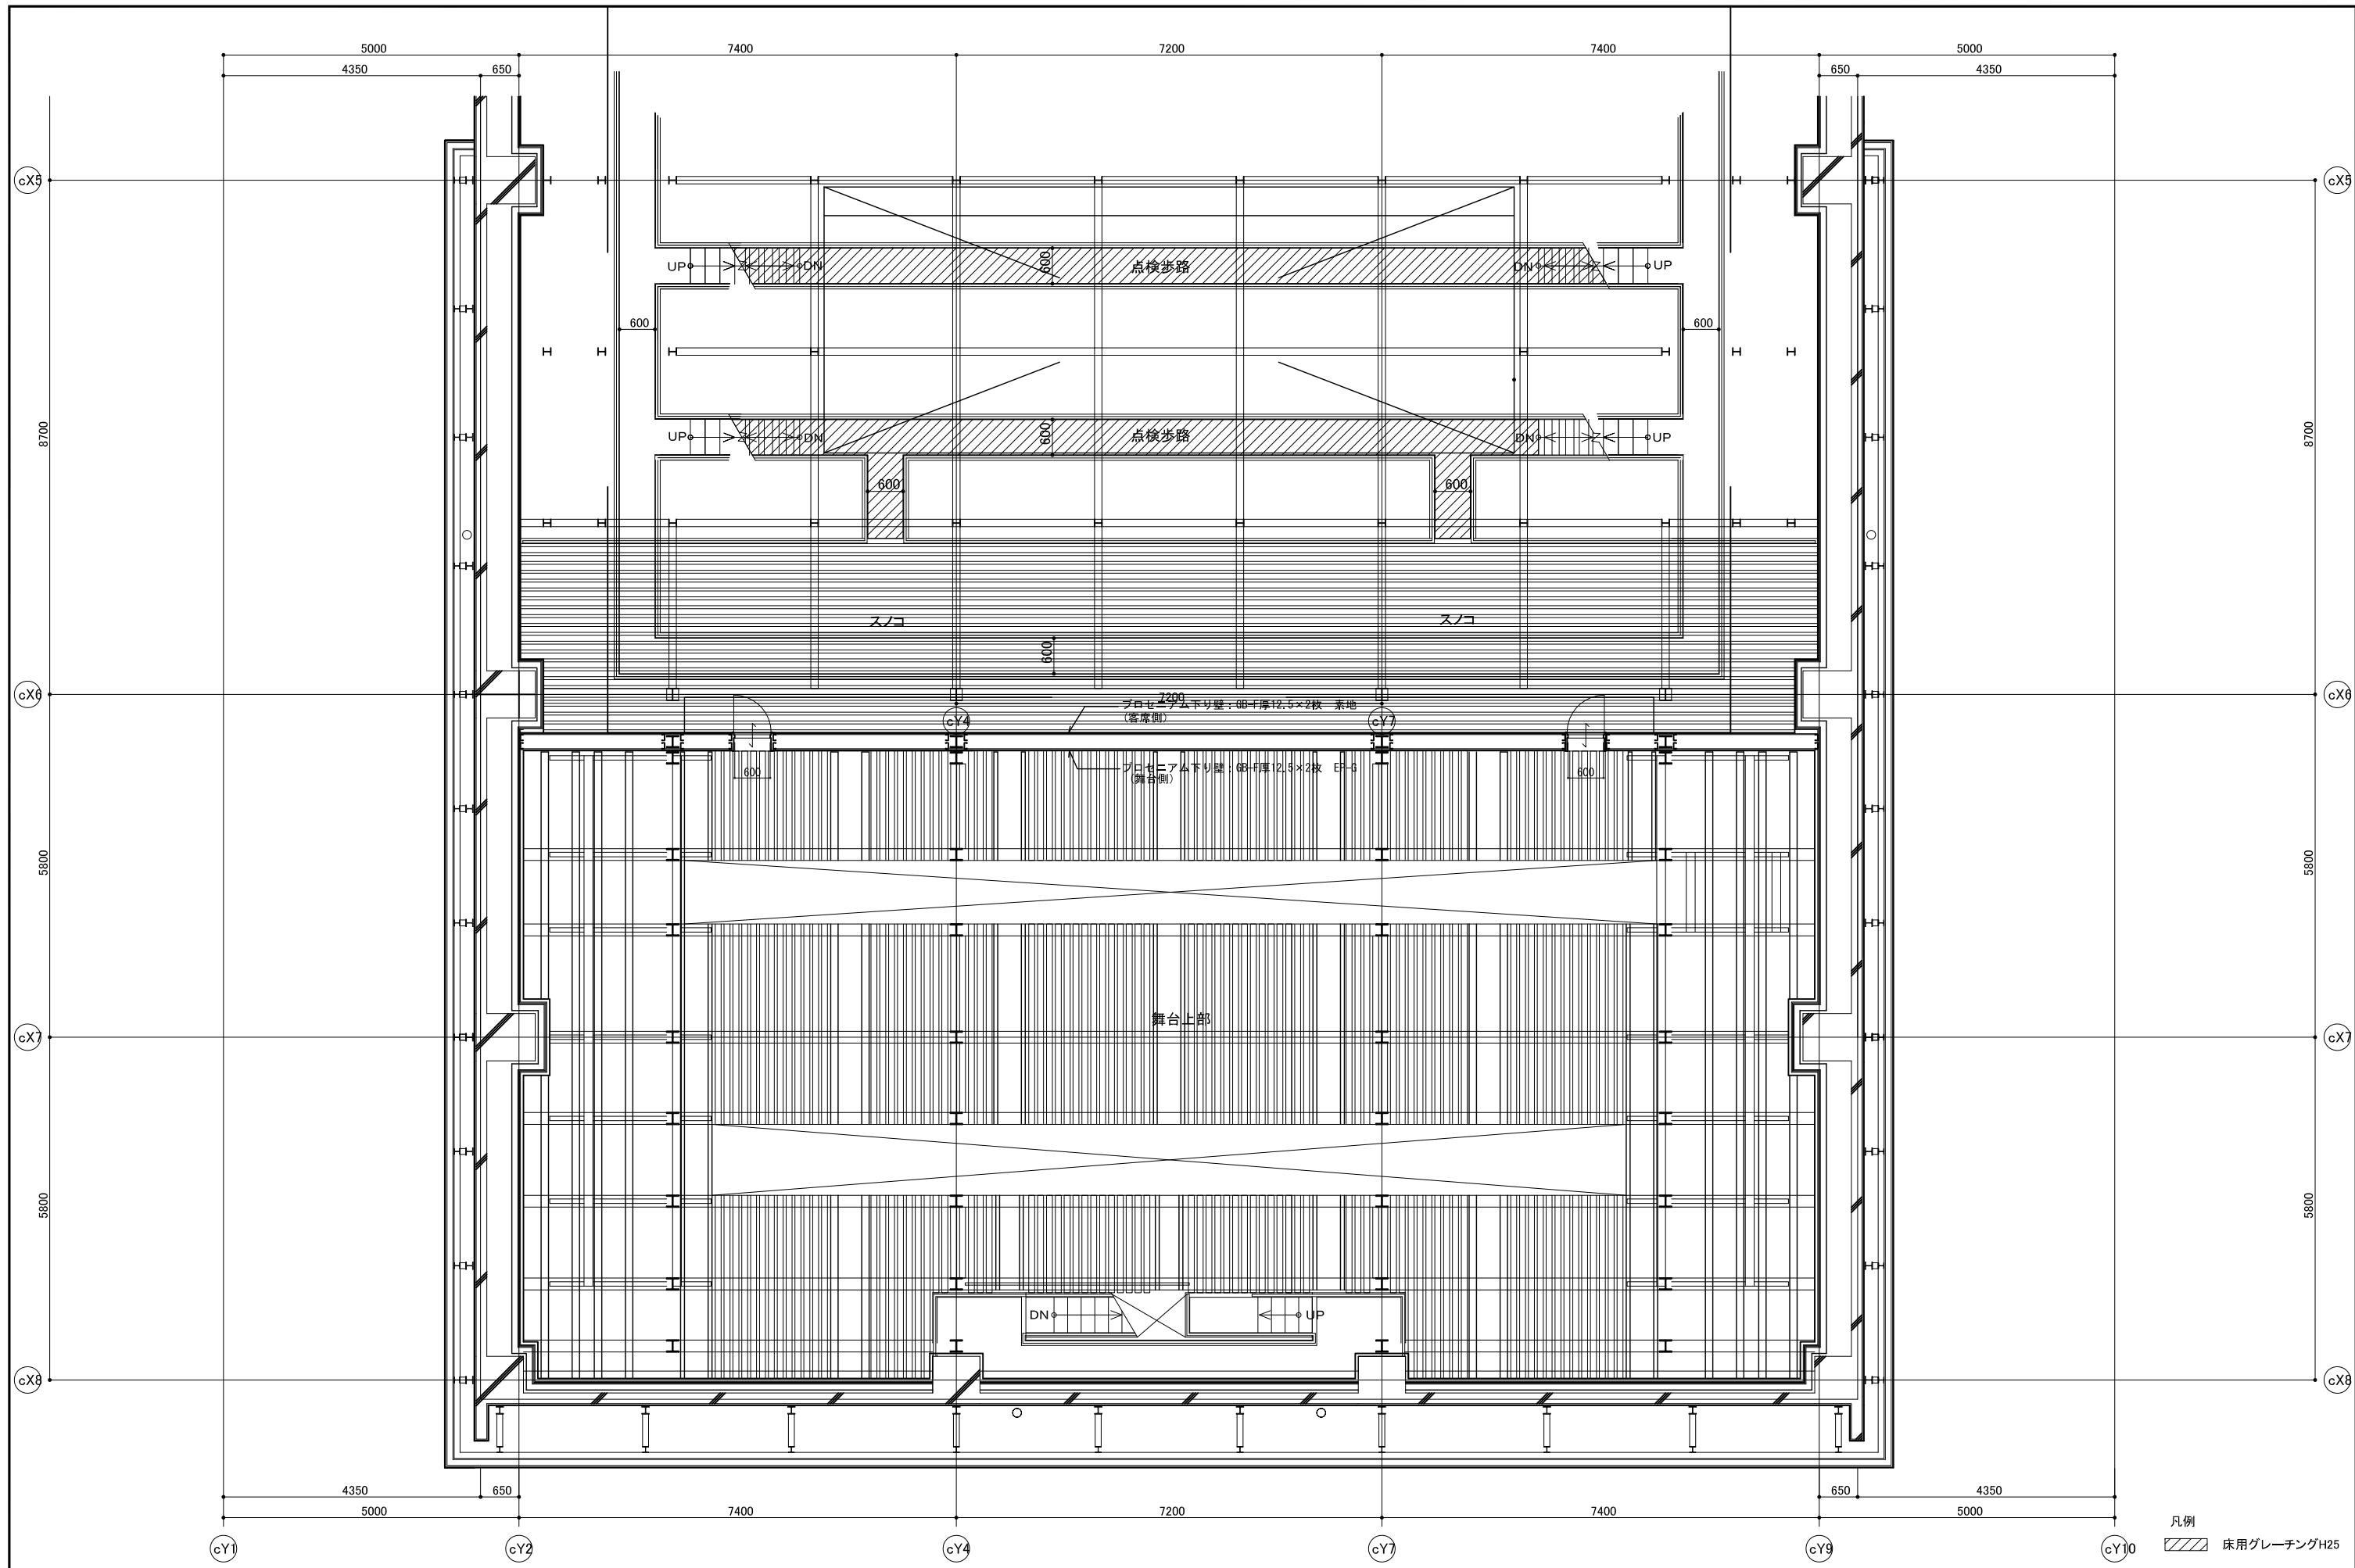 5000 7400 7200 7400 5000
4350 650 650 4350
cX5 cX5
UP DN 点検歩路 600 DN UP
600 600
8700 8700
UP DN 点検歩路 600 DN UP
600 600
スノコ スノコ
600
cX6 cX6
7200
プロセニアム下り壁：GB-F厚12.5×2枚　素地
(客席側)
cY4 cY7
プロセニアム下り壁：GB-F厚12.5×2枚　EP-G
(舞台側)
600 600
5800 5800
舞台上部
cX7 cX7
5800 5800
DN UP
cX8 cX8
4350 650 650 4350
5000 7400 7200 7400 5000
cY1 cY2 cY4 cY7 cY9 cY10
凡例
床用グレーチングH25